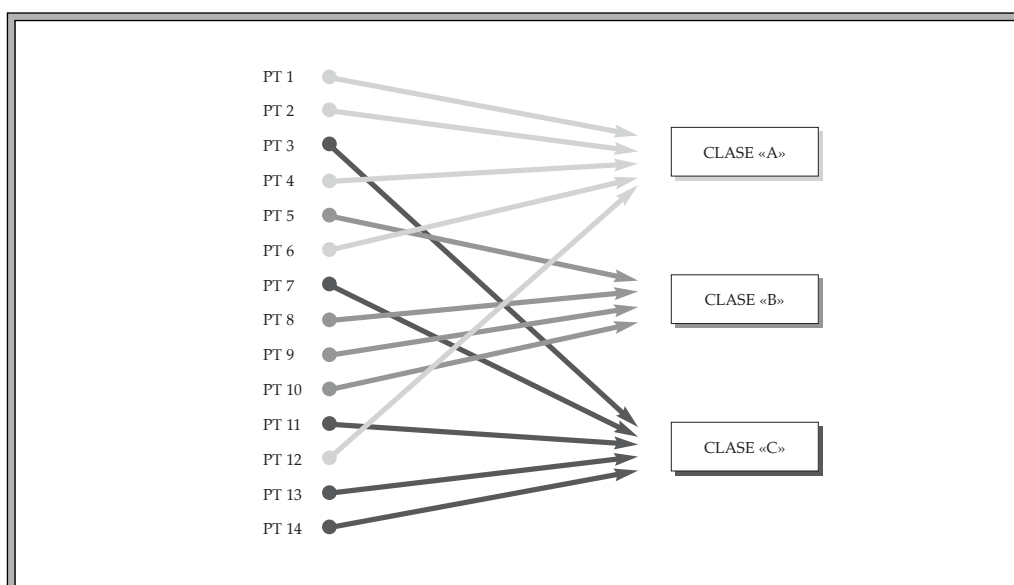 PT 1
PT 2
PT 3
PT 4
PT 5
PT 6
PT 7
PT 8
PT 9
PT 10
PT 11
PT 12
PT 13
PT 14
CLASE «A»
CLASE «B»
CLASE «C»